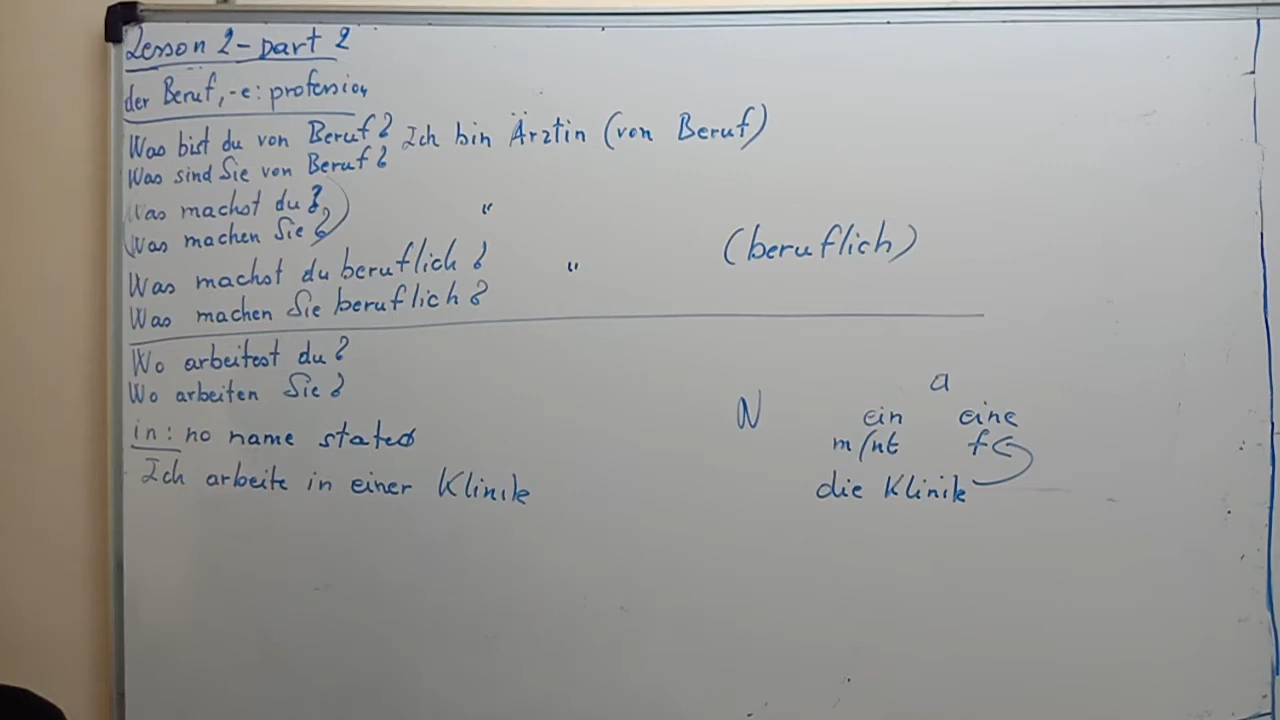 Lesson 2 - part 2
der Beruf, -e: profession
Was bist du von Beruf? Ich bin Ärztin (von Beruf)
Was sind Sie von Beruf?
Was machst du? "
Was machen Sie?
Was machst du beruflich? " (beruflich)
Was machen Sie beruflich?
Wo arbeitest du?
Wo arbeiten Sie?
a
N ein eine
in: no name stated
m/nt f
Ich arbeite in einer Klinik
die Klinik